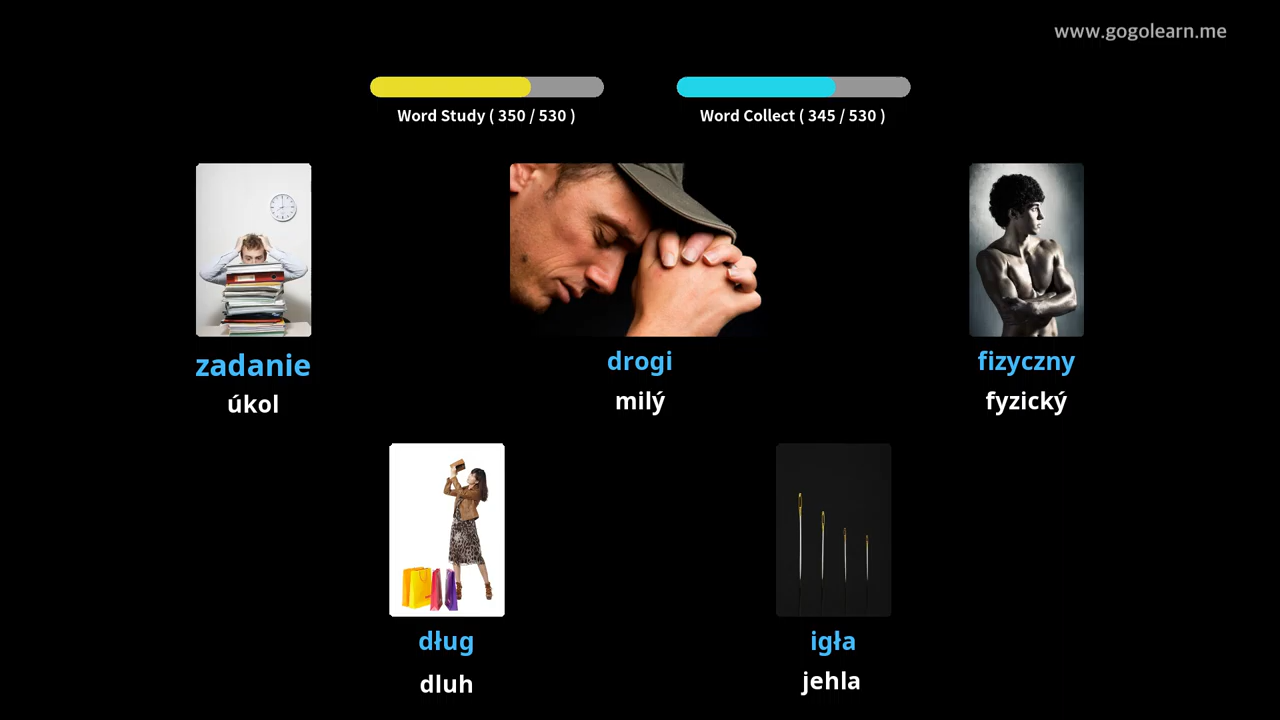 www.gogolearn.me
Word Study ( 350 / 530 )
Word Collect ( 345 / 530 )
zadanie
úkol
drogi
milý
fizyczny
fyzický
dług
dluh
igła
jehla